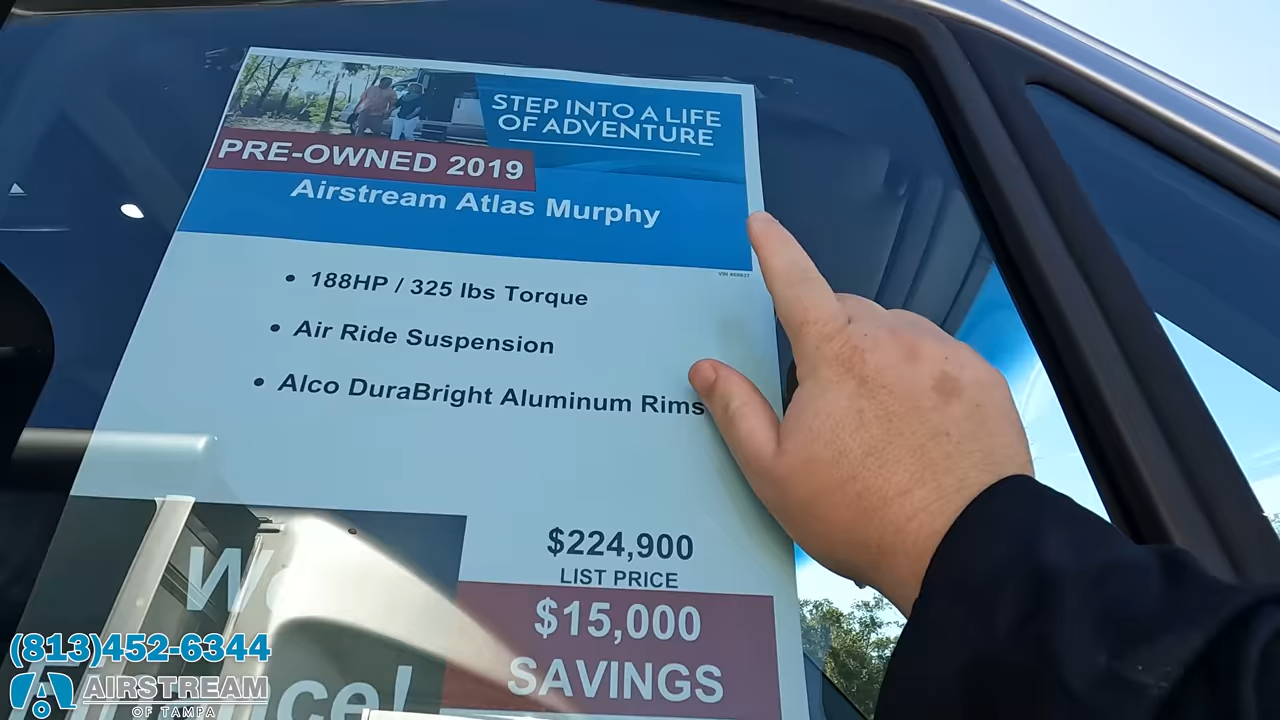 STEP INTO A LIFE
OF ADVENTURE
PRE-OWNED 2019
Airstream Atlas Murphy
• 188HP / 325 lbs Torque
• Air Ride Suspension
• Alco DuraBright Aluminum Rims
$224,900
LIST PRICE
$15,000
SAVINGS
(813)452-6344
AIRSTREAM
OF TAMPA